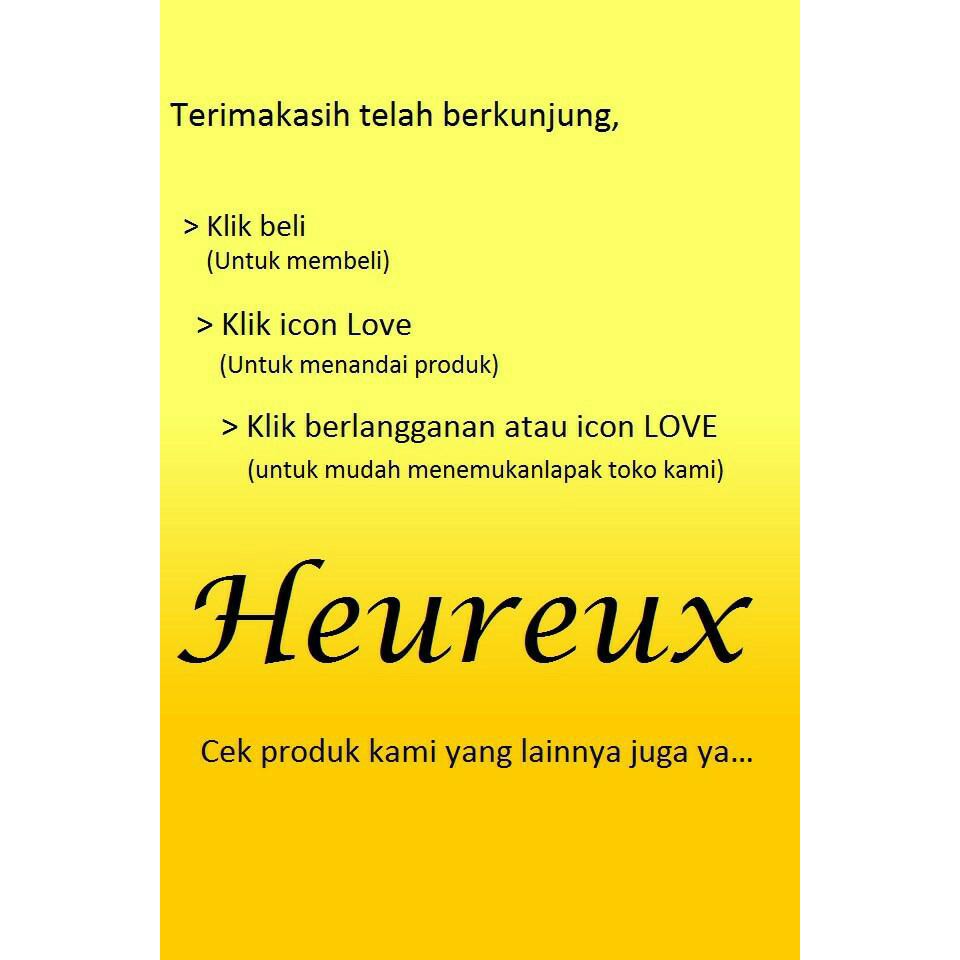 Terimakasih telah berkunjung,
> Klik beli
(Untuk membeli)
> Klik icon Love
(Untuk menandai produk)
> Klik berlangganan atau icon LOVE
(untuk mudah menemukanlapak toko kami)
Heureux
Cek produk kami yang lainnya juga ya...